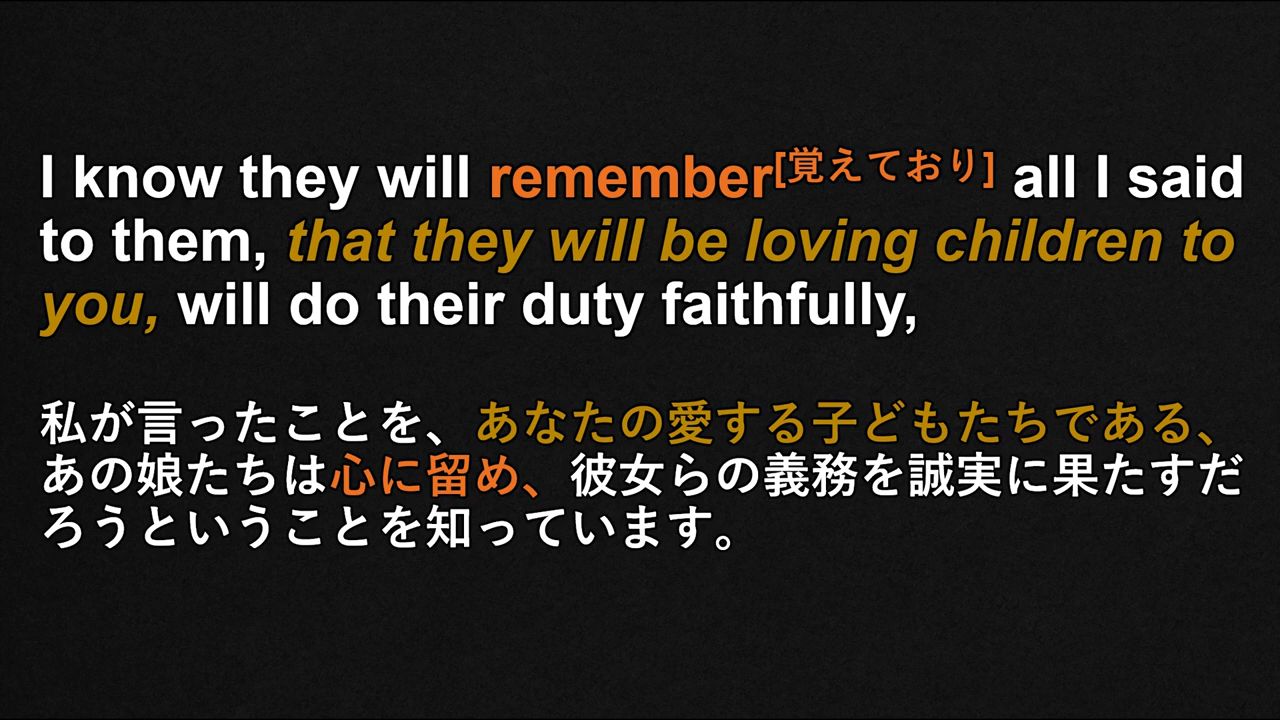 I know they will remember[覚えており] all I said
to them, that they will be loving children to
you, will do their duty faithfully,
私が言ったことを、あなたの愛する子どもたちである、
あの娘たちは心に留め、彼女らの義務を誠実に果たすだ
ろうということを知っています。